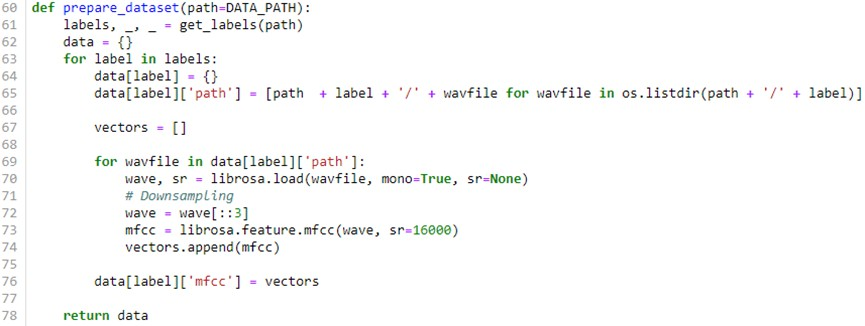 60 def prepare_dataset(path=DATA_PATH):
61     labels, _, _ = get_labels(path)
62     data = {}
63     for label in labels:
64         data[label] = {}
65         data[label]['path'] = [path  + label + '/' + wavfile for wavfile in os.listdir(path + '/' + label)]
66
67         vectors = []
68
69         for wavfile in data[label]['path']:
70             wave, sr = librosa.load(wavfile, mono=True, sr=None)
71             # Downsampling
72             wave = wave[::3]
73             mfcc = librosa.feature.mfcc(wave, sr=16000)
74             vectors.append(mfcc)
75
76         data[label]['mfcc'] = vectors
77
78     return data